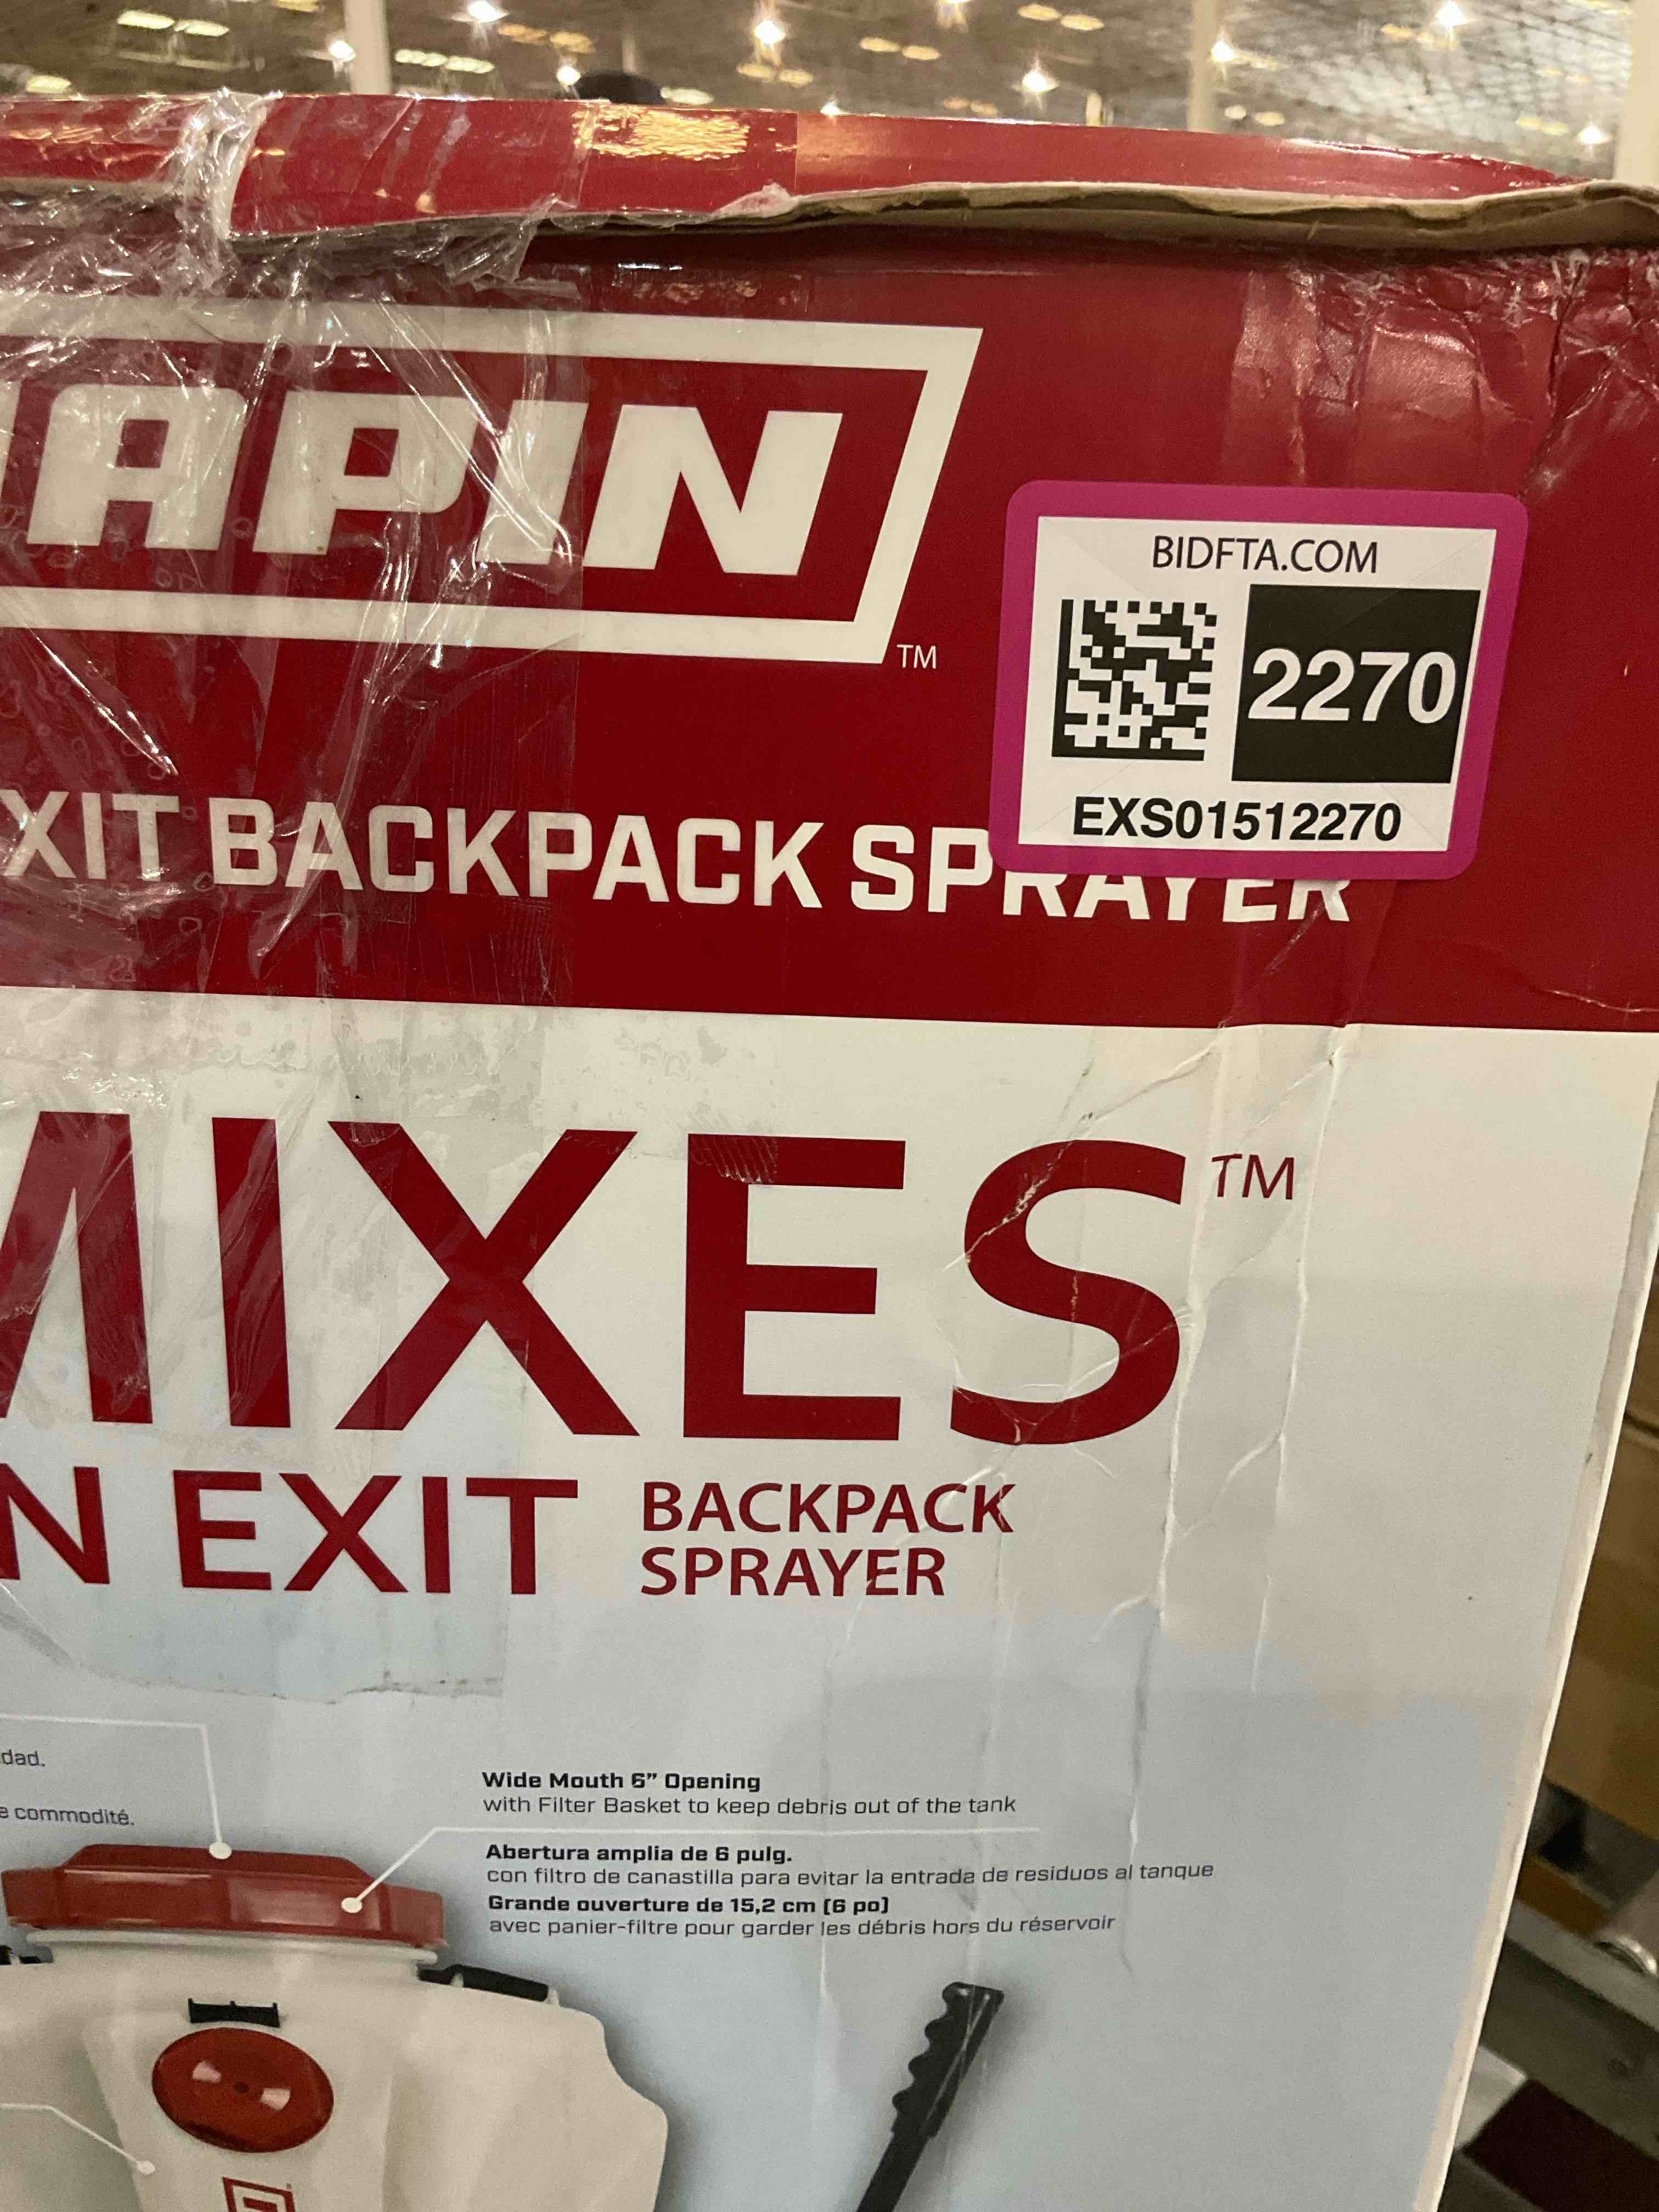 APIN
TM
BIDFTA.COM
2270
EXS01512270
XIT BACKPACK SPRAYER
MIXES™
N EXIT BACKPACK
SPRAYER
dad.
commodité.
Wide Mouth 6” Opening
with Filter Basket to keep debris out of the tank
Abertura amplia de 6 pulg.
con filtro de canastilla para evitar la entrada de residuos al tanque
Grande ouverture de 15,2 cm (6 po)
avec panier-filtre pour garder les débris hors du réservoir